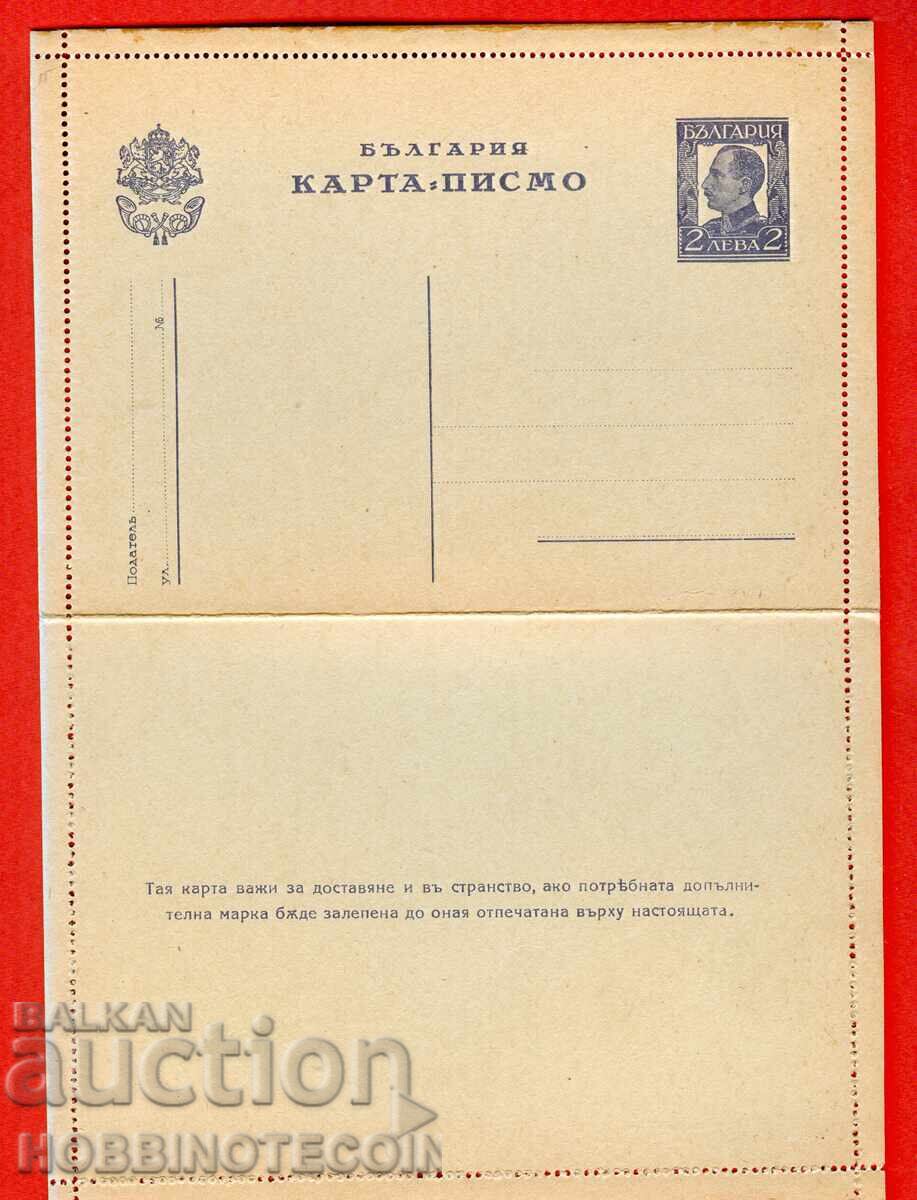 БЪЛГАРИЯ
КАРТА:ПИСМО
БЪЛГАРИЯ
2 ЛЕВА 2
Податель
ул. №
Тая карта важи за доставяне и въ странство, ако потрѣбната допълни-
телна марка бѫде залепена до оная отпечатана върху настоящата.
BALKAN
auction
HOBBINOTECOIN